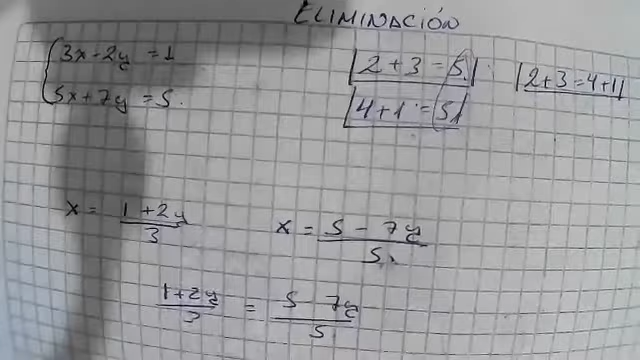 ELIMINACIÓN
3x - 2y = 1
5x + 7y = 5
2 + 3 = 5
4 + 1 = 5
2 + 3 = 4 + 1
x = (1 + 2y)/3
x = (5 - 7y)/5
(1 + 2y)/3 = (5 - 7y)/5